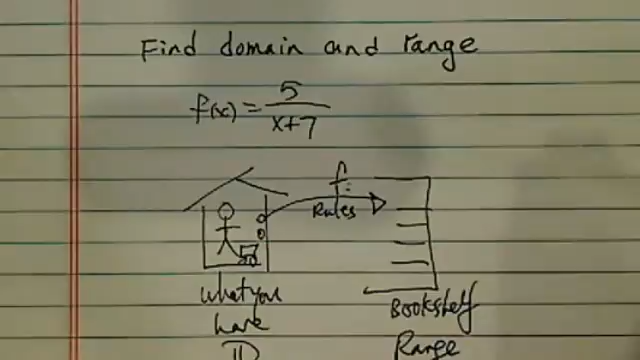 Find domain and range
f(x) = 5/(x+7)
f:
Rules
what you
have
D
Bookshelf
Range